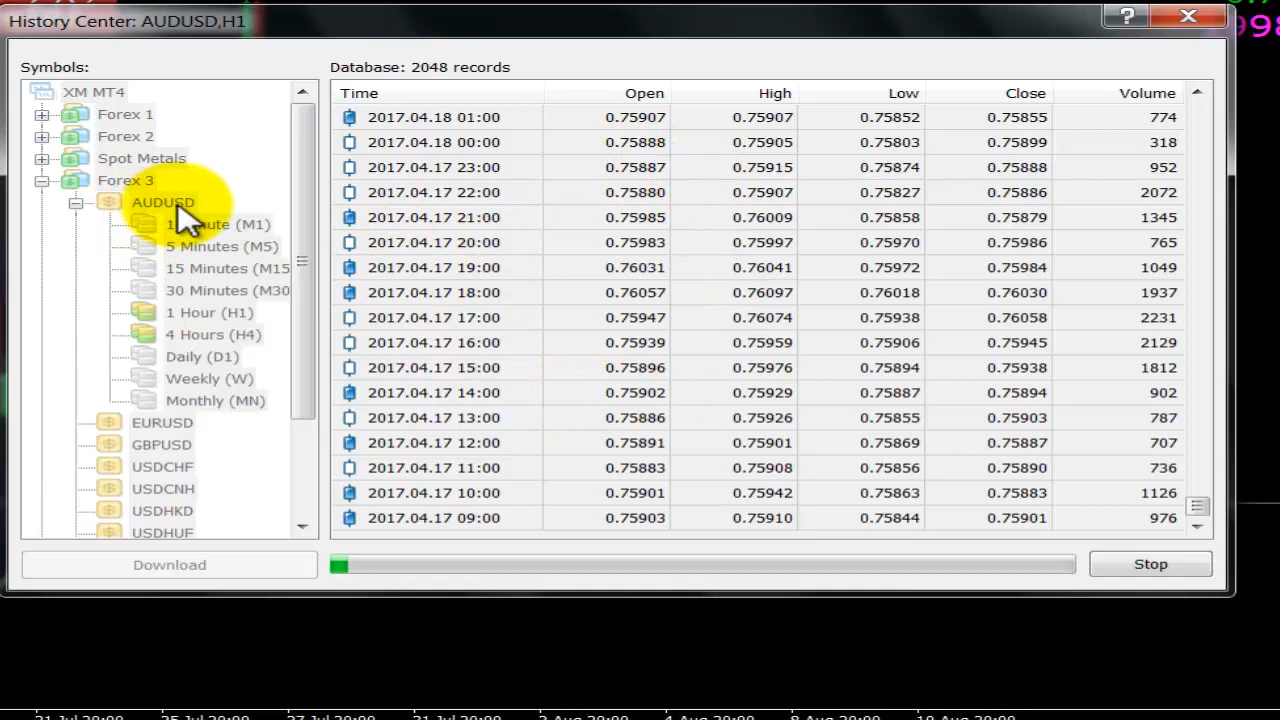 History Center: AUDUSD,H1
Symbols:
XM MT4
Forex 1
Forex 2
Spot Metals
Forex 3
AUDUSD
(M1)
5 Minutes (M5)
15 Minutes (M15
30 Minutes (M30
1 Hour (H1)
4 Hours (H4)
Daily (D1)
Weekly (W)
Monthly (MN)
EURUSD
GBPUSD
USDCHF
USDCNH
USDHKD
USDHUF
Download
Database: 2048 records
Time Open High Low Close Volume
2017.04.18 01:00 0.75907 0.75907 0.75852 0.75855 774
2017.04.18 00:00 0.75888 0.75905 0.75803 0.75899 318
2017.04.17 23:00 0.75887 0.75915 0.75874 0.75888 952
2017.04.17 22:00 0.75880 0.75907 0.75827 0.75886 2072
2017.04.17 21:00 0.75985 0.76009 0.75858 0.75879 1345
2017.04.17 20:00 0.75983 0.75997 0.75970 0.75986 765
2017.04.17 19:00 0.76031 0.76041 0.75972 0.75984 1049
2017.04.17 18:00 0.76057 0.76097 0.76018 0.76030 1937
2017.04.17 17:00 0.75947 0.76074 0.75938 0.76058 2231
2017.04.17 16:00 0.75939 0.75959 0.75906 0.75945 2129
2017.04.17 15:00 0.75896 0.75976 0.75894 0.75938 1812
2017.04.17 14:00 0.75902 0.75929 0.75887 0.75894 902
2017.04.17 13:00 0.75886 0.75926 0.75855 0.75903 787
2017.04.17 12:00 0.75891 0.75901 0.75869 0.75887 707
2017.04.17 11:00 0.75883 0.75908 0.75856 0.75890 736
2017.04.17 10:00 0.75901 0.75942 0.75863 0.75883 1126
2017.04.17 09:00 0.75903 0.75910 0.75844 0.75901 976
Stop